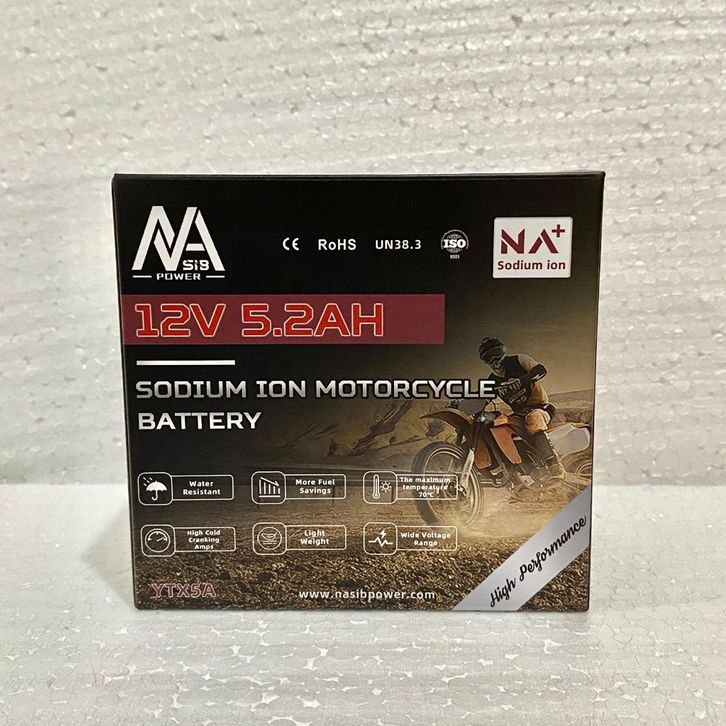 NA
SiB
POWER
CE RoHS UN38.3 ISO
9001
NA+
Sodium ion
12V 5.2AH
SODIUM ION MOTORCYCLE
BATTERY
Water
Resistant
More Fuel
Savings
The maximum
temperature
70°C
High Cold
Cranking
Amps
Light
Weight
Wide Voltage
Range
YTX5A
www.nasibpower.com
High Performance